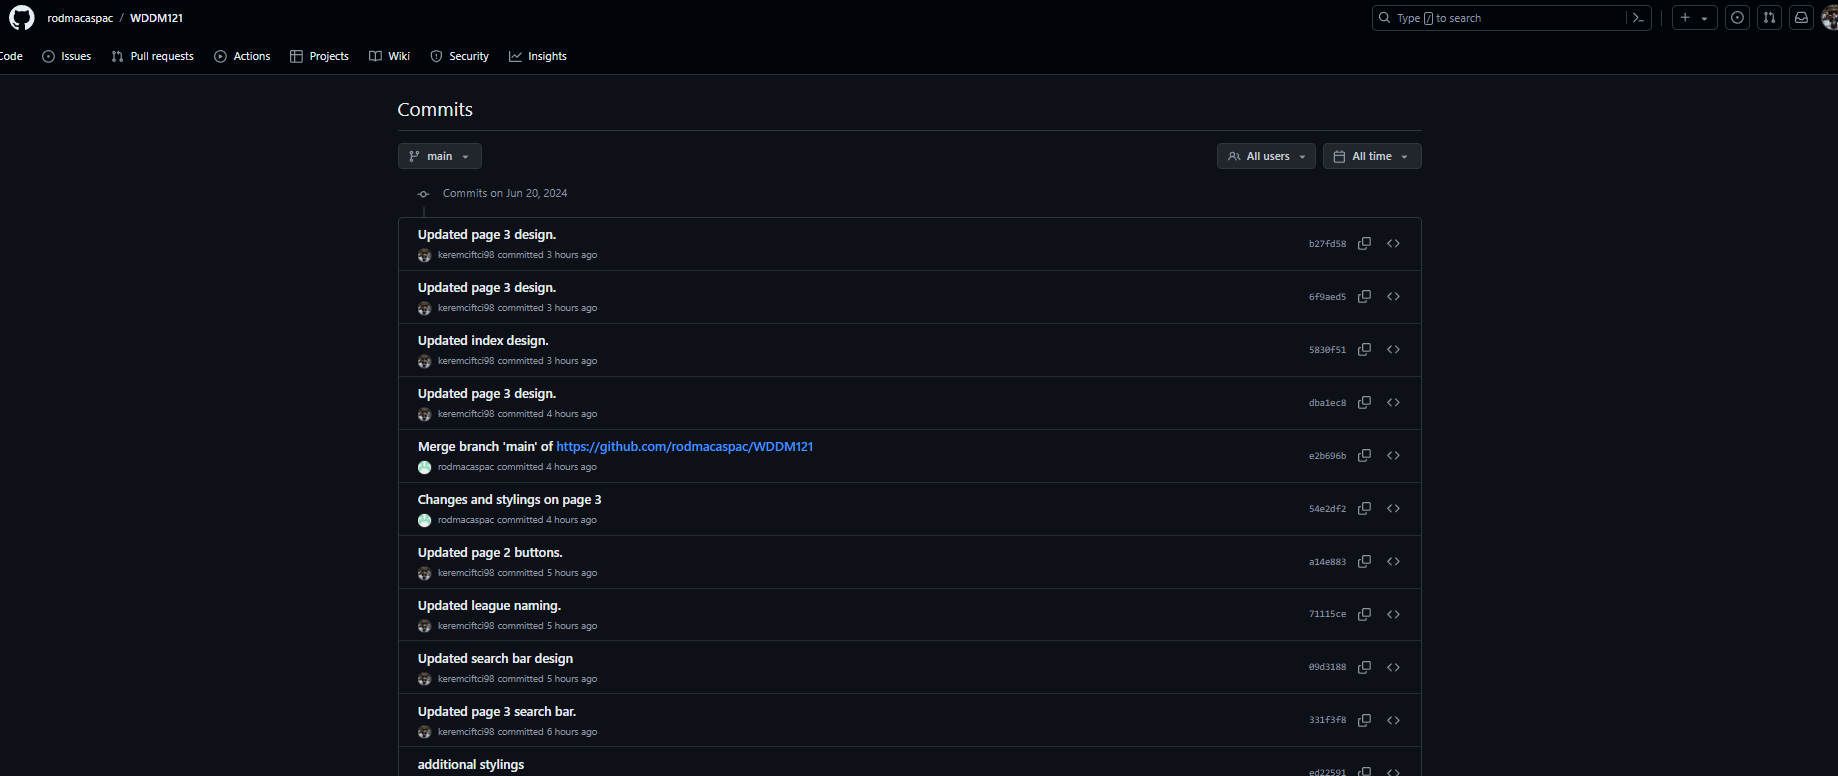 rodmacaspac / WDDM121
Type / to search
Code
Issues
Pull requests
Actions
Projects
Wiki
Security
Insights
Commits
main
All users
All time
Commits on Jun 20, 2024
Updated page 3 design.
keremciftci98 committed 3 hours ago
b27fd58
Updated page 3 design.
keremciftci98 committed 3 hours ago
6f9aed5
Updated index design.
keremciftci98 committed 3 hours ago
5830f51
Updated page 3 design.
keremciftci98 committed 4 hours ago
dba1ec8
Merge branch 'main' of https://github.com/rodmacaspac/WDDM121
rodmacaspac committed 4 hours ago
e2b696b
Changes and stylings on page 3
rodmacaspac committed 4 hours ago
54e2df2
Updated page 2 buttons.
keremciftci98 committed 5 hours ago
a14e883
Updated league naming.
keremciftci98 committed 5 hours ago
71115ce
Updated search bar design
keremciftci98 committed 5 hours ago
09d3188
Updated page 3 search bar.
keremciftci98 committed 6 hours ago
331f3f8
additional stylings
ed22591